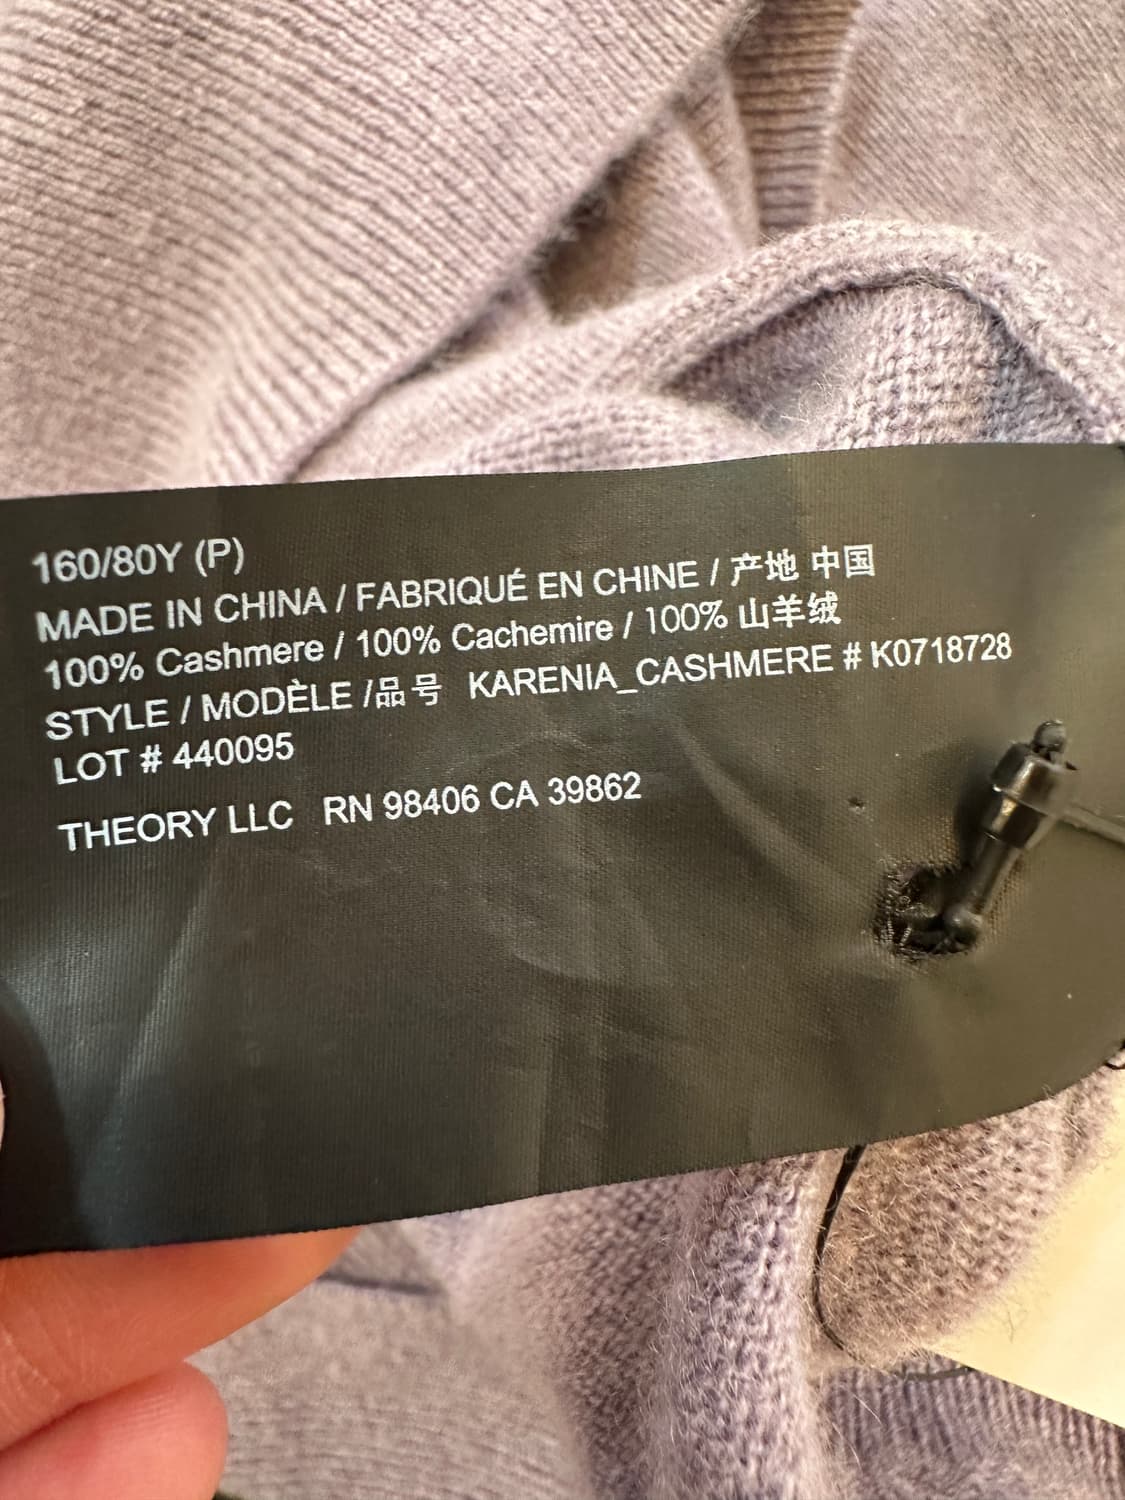 160/80Y (P)
MADE IN CHINA / FABRIQUÉ EN CHINE / 产地 中国
100% Cashmere / 100% Cachemire / 100% 山羊绒
STYLE / MODÈLE /品号 KARENIA_CASHMERE # K0718728
LOT # 440095
THEORY LLC RN 98406 CA 39862